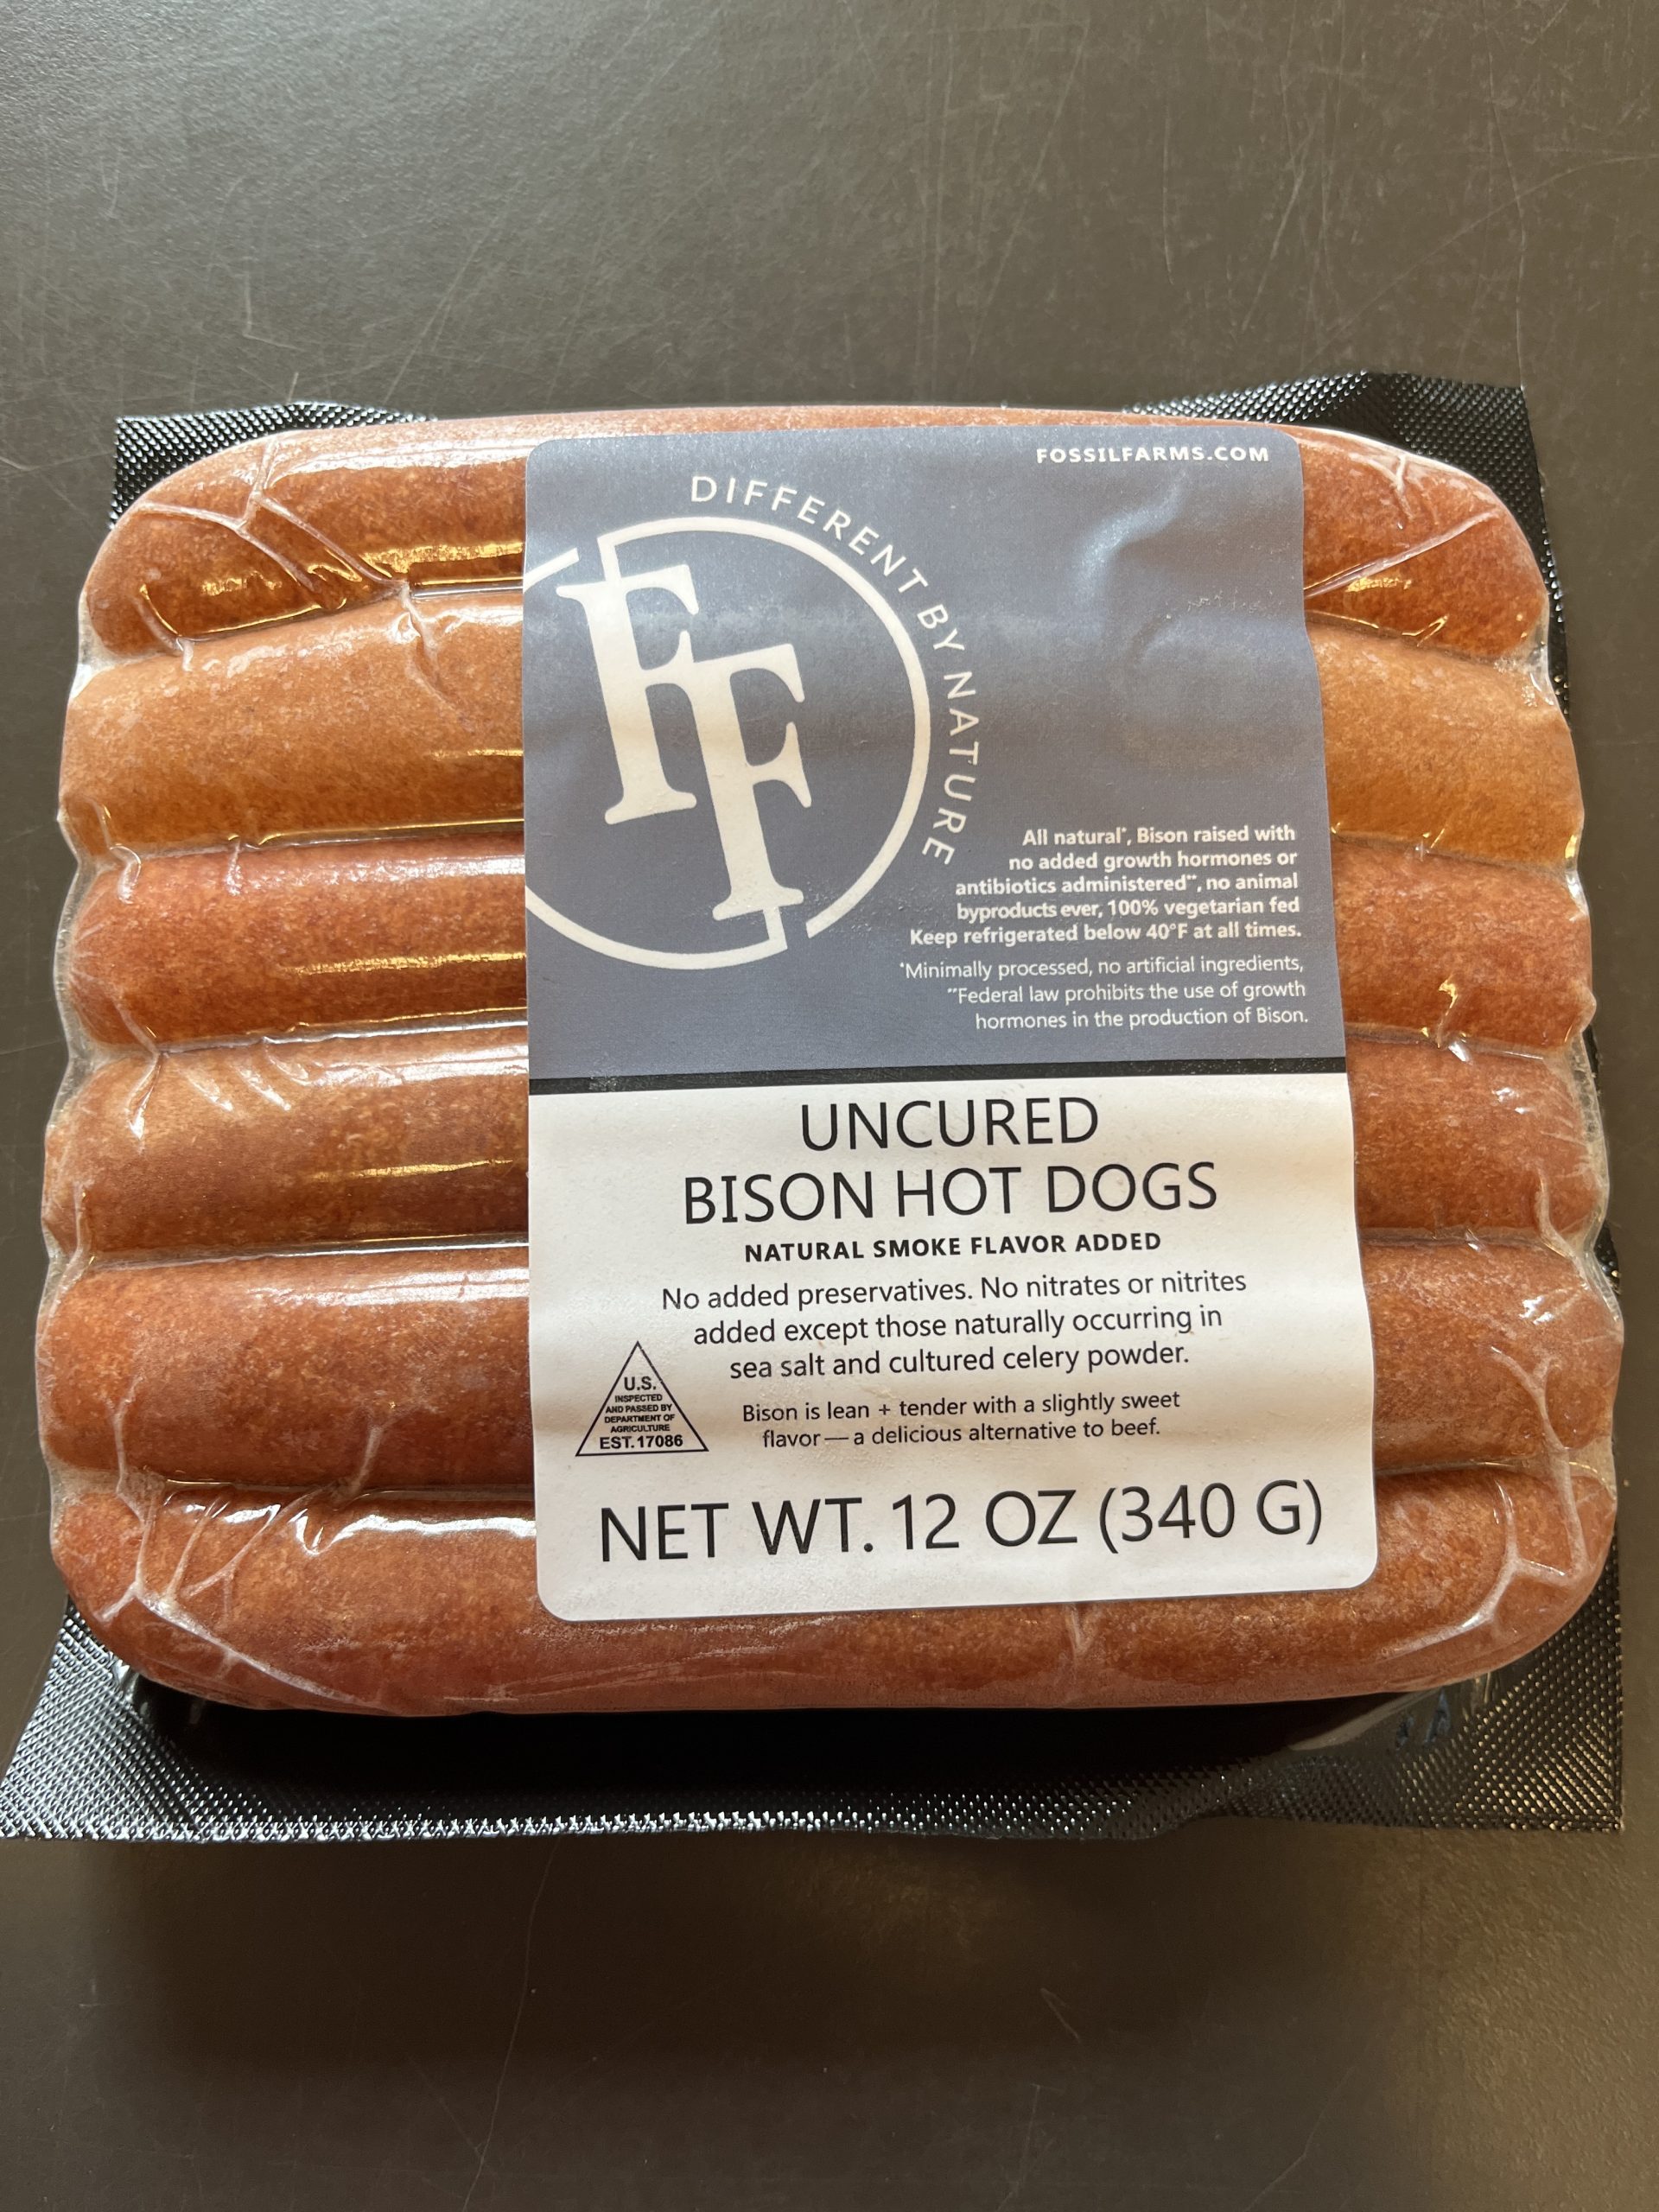 FOSSILFARMS.COM
DIFFERENT BY NATURE
FF
All natural*, Bison raised with
no added growth hormones or
antibiotics administered**, no animal
byproducts ever, 100% vegetarian fed
Keep refrigerated below 40°F at all times.
*Minimally processed, no artificial ingredients,
**Federal law prohibits the use of growth
hormones in the production of Bison.
UNCURED
BISON HOT DOGS
NATURAL SMOKE FLAVOR ADDED
No added preservatives. No nitrates or nitrites
added except those naturally occurring in
sea salt and cultured celery powder.
U.S.
INSPECTED
AND PASSED BY
DEPARTMENT OF
AGRICULTURE
EST. 17086
Bison is lean + tender with a slightly sweet
flavor—a delicious alternative to beef.
NET WT. 12 OZ (340 G)